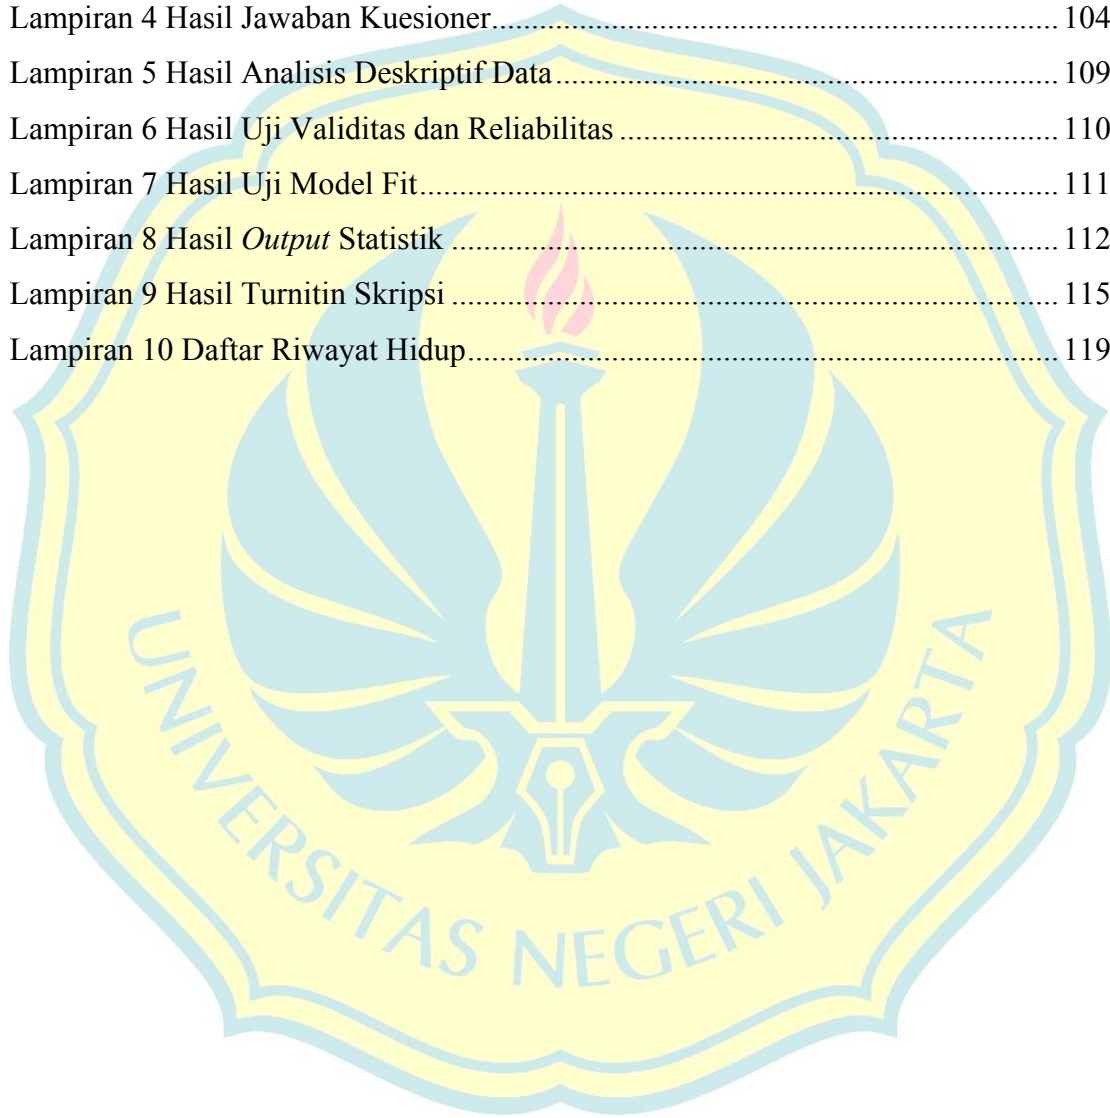 Lampiran 4 Hasil Jawaban Kuesioner.......................................................................... 104
Lampiran 5 Hasil Analisis Deskriptif Data.................................................................. 109
Lampiran 6 Hasil Uji Validitas dan Reliabilitas.......................................................... 110
Lampiran 7 Hasil Uji Model Fit.................................................................................. 111
Lampiran 8 Hasil Output Statistik............................................................................... 112
Lampiran 9 Hasil Turnitin Skripsi............................................................................... 115
Lampiran 10 Daftar Riwayat Hidup............................................................................ 119
UNIVERSITAS NEGERI JAKARTA